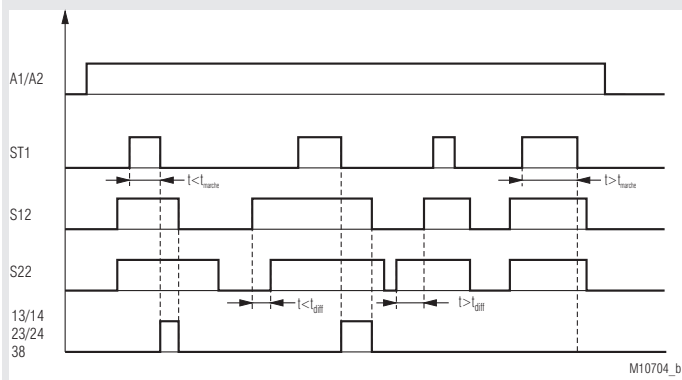 A1/A2
ST1
t<tmarche
t>tmarche
S12
S22
t<tdiff
t>tdiff
13/14
23/24
38
M10704_b